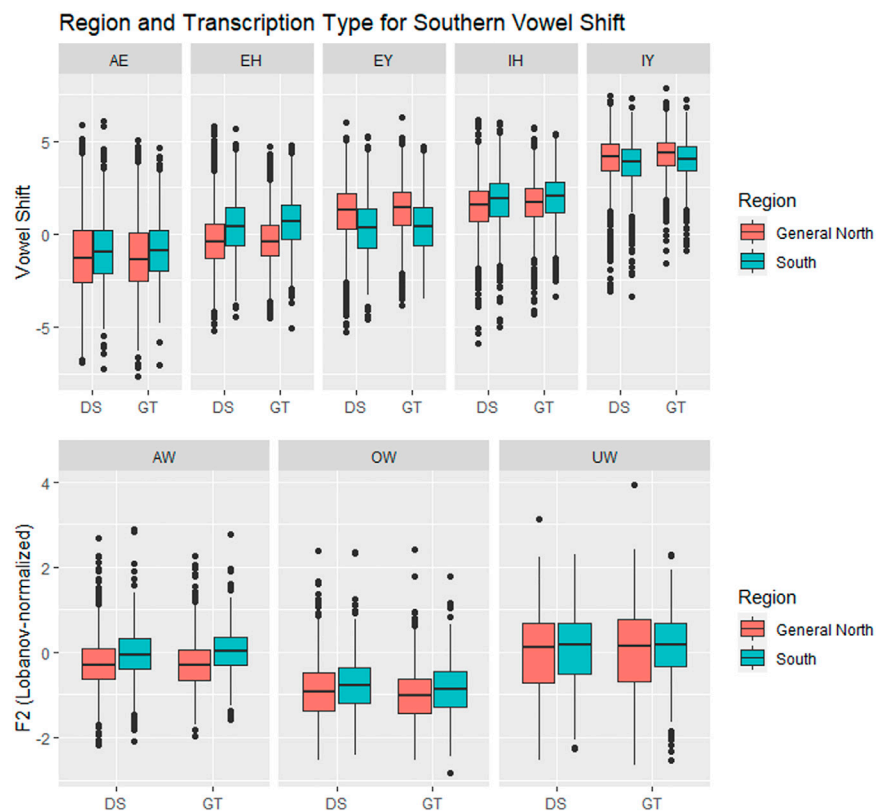 Region and Transcription Type for Southern Vowel Shift
AE EH EY IH IY
Vowel Shift
5
0
-5
DS GT DS GT DS GT DS GT DS GT
Region
General North
South
AW OW UW
F2 (Lobanov-normalized)
4
2
0
-2
DS GT DS GT DS GT
Region
General North
South